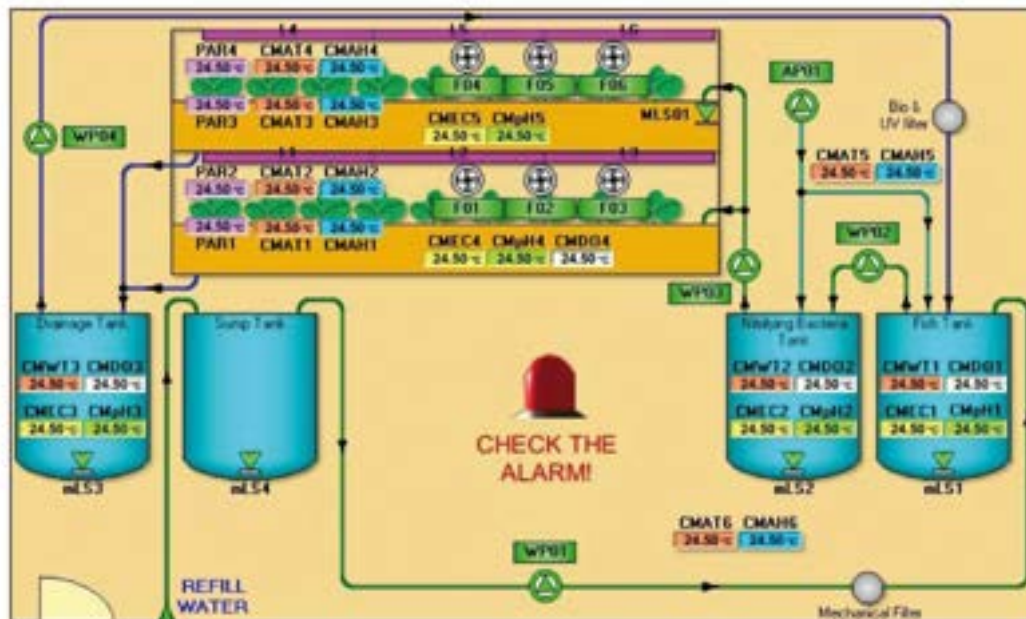 L4 L5 L6
PAR4 CMAT4 CMAH4
24.50 °C 24.50 °C 24.50 °C
F04 F05 F06
24.50 °C 24.50 °C 24.50 °C
PAR3 CMAT3 CMAH3
CMEC5 CMpH5
24.50 °C 24.50 °C
MLS01
AP01
Bio &
UV filter
WP04
L1 L2 L3
PAR2 CMAT2 CMAH2
24.50 °C 24.50 °C 24.50 °C
CMAT5 CMAH5
24.50 °C 24.50 °C
F01 F02 F03
24.50 °C 24.50 °C 24.50 °C
PAR1 CMAT1 CMAH1
CMEC4 CMpH4 CMDO4
24.50 °C 24.50 °C 24.50 °C
WP02
WP03
Drainage Tank
Sump Tank
Nitifying Bacteria
Tank
Fish Tank
CMWT3 CMDO3
24.50 °C 24.50 °C
CMEC3 CMpH3
24.50 °C 24.50 °C
mLS3
mLS4
CHECK THE
ALARM!
CMWT2 CMDO2
24.50 °C 24.50 °C
CMEC2 CMpH2
24.50 °C 24.50 °C
mLS2
CMWT1 CMDO1
24.50 °C 24.50 °C
CMEC1 CMpH1
24.50 °C 24.50 °C
mLS1
CMAT6 CMAH6
24.50 °C 24.50 °C
WP01
REFILL
WATER
Mechanical Filter